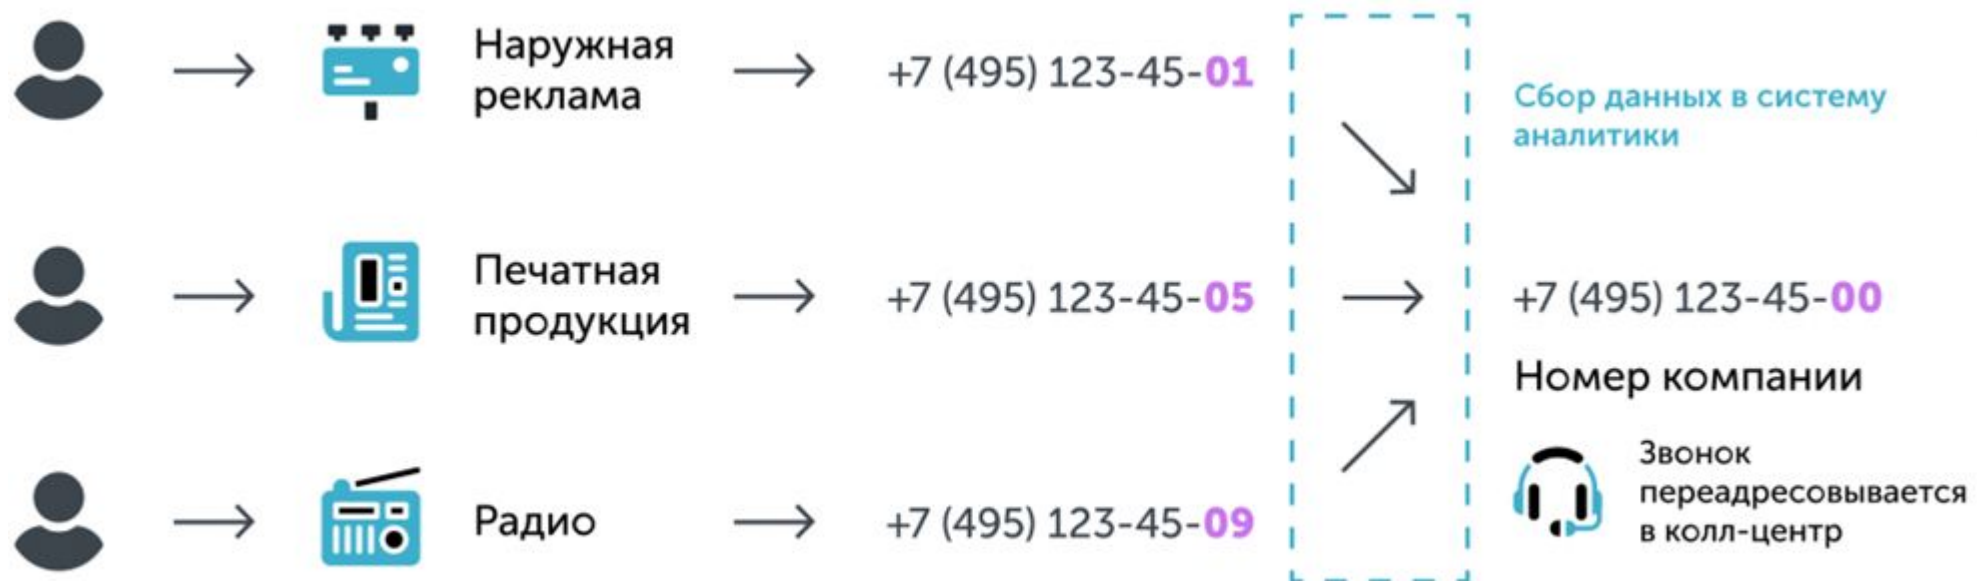 Наружная
реклама
+7 (495) 123-45-01
Сбор данных в систему
аналитики
Печатная
продукция
+7 (495) 123-45-05
+7 (495) 123-45-00
Номер компании
Радио
+7 (495) 123-45-09
Звонок
переадресовывается
в колл-центр